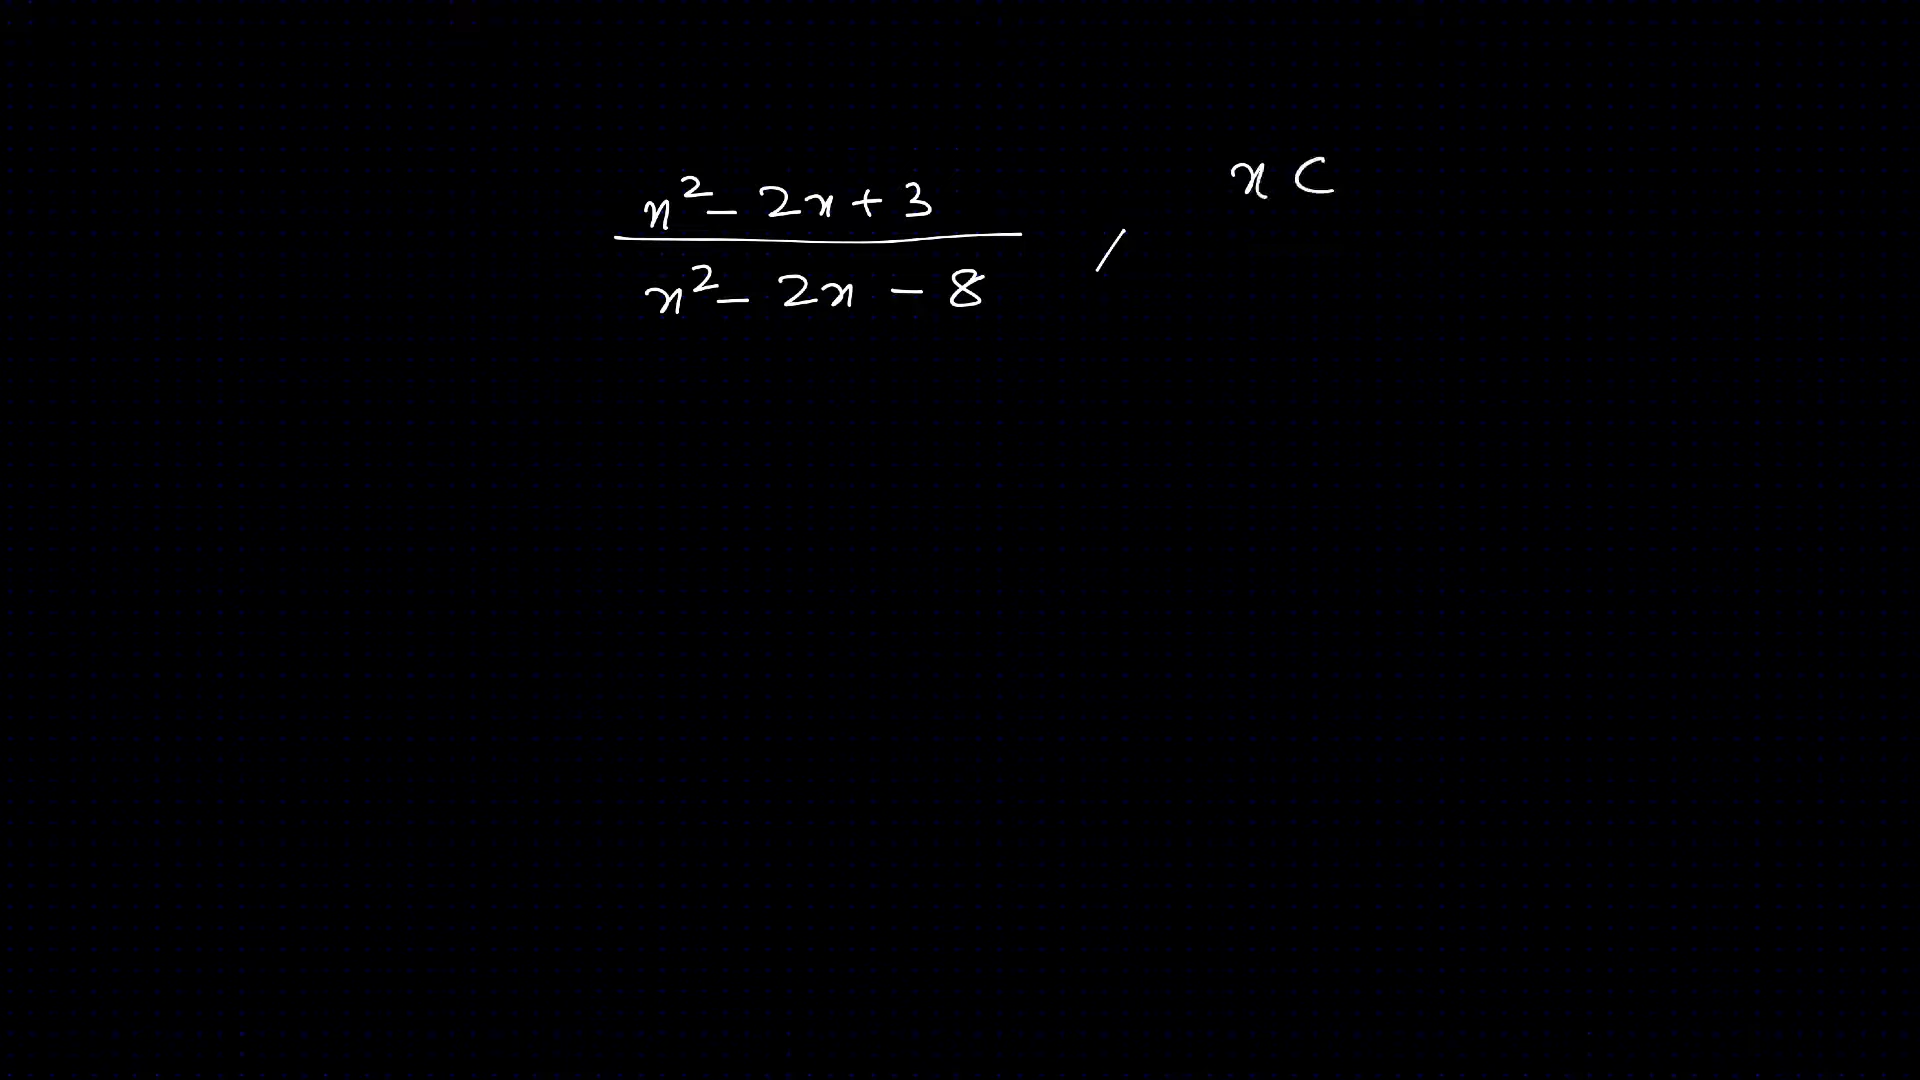 x² - 2x + 3 / x² - 2x - 8 , x C